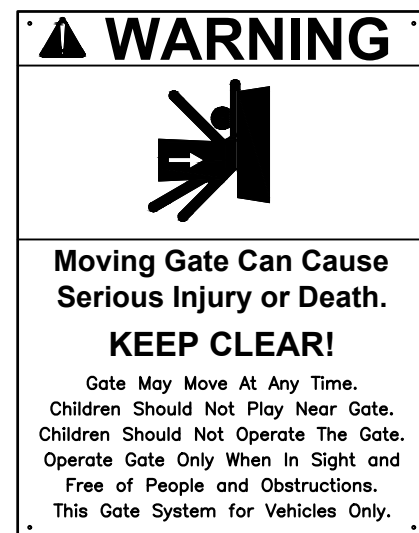 WARNING
Moving Gate Can Cause
Serious Injury or Death.
KEEP CLEAR!
Gate May Move At Any Time.
Children Should Not Play Near Gate.
Children Should Not Operate The Gate.
Operate Gate Only When In Sight and
Free of People and Obstructions.
This Gate System for Vehicles Only.